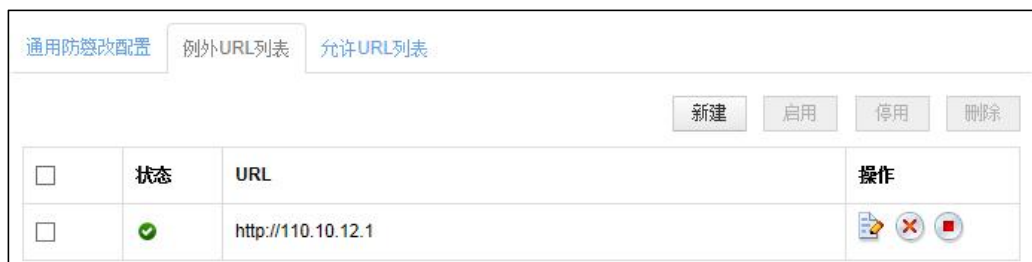 通用防篡改配置 例外URL列表 允许URL列表
新建 启用 停用 删除
状态 URL 操作
http://110.10.12.1